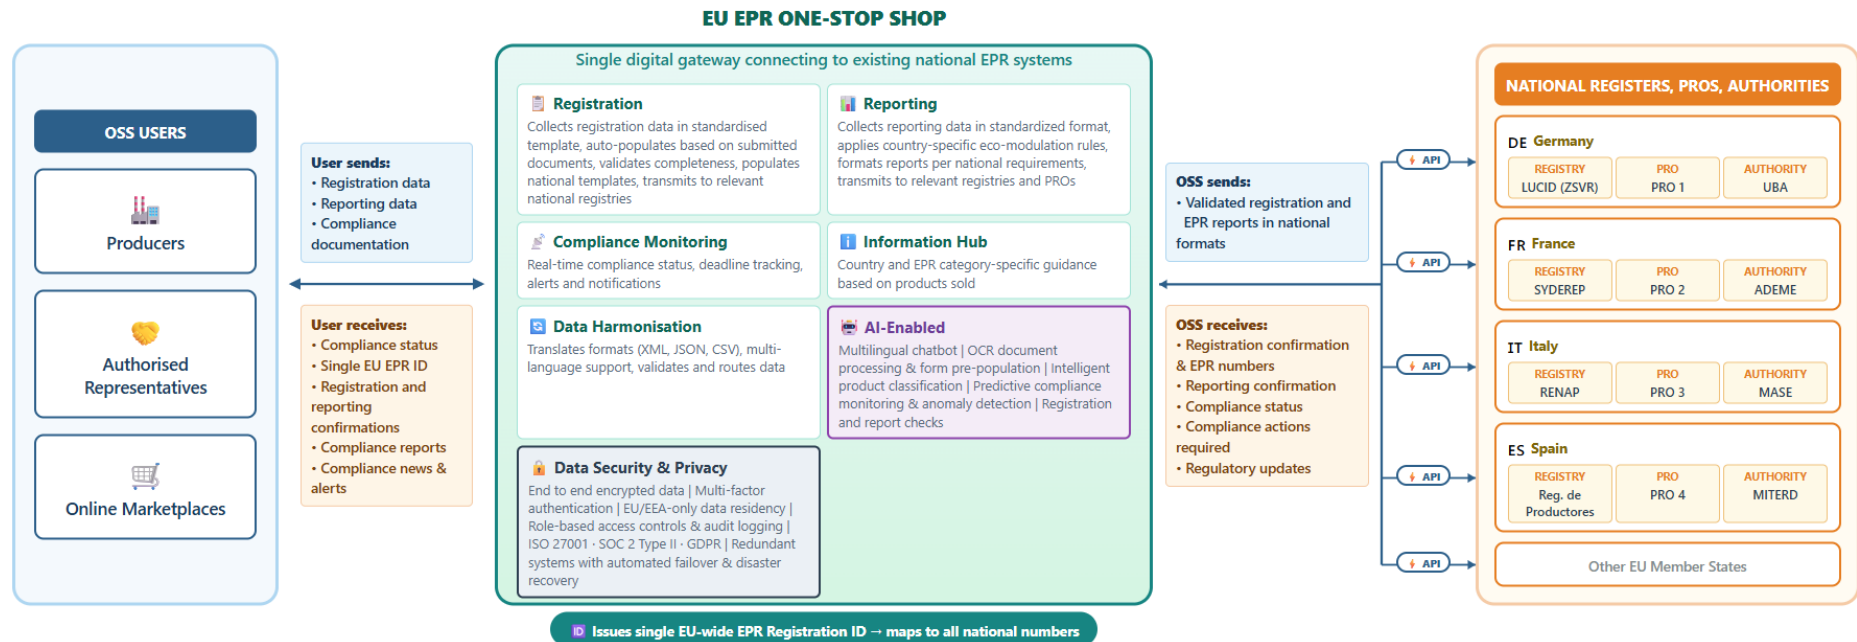 EU EPR ONE-STOP SHOP
OSS USERS
Producers
Authorised
Representatives
Online Marketplaces
User sends:
• Registration data
• Reporting data
• Compliance
documentation
User receives:
• Compliance status
• Single EU EPR ID
• Registration and
reporting
confirmations
• Compliance reports
• Compliance news &
alerts
Single digital gateway connecting to existing national EPR systems
Registration
Collects registration data in standardised
template, auto-populates based on submitted
documents, validates completeness, populates
national templates, transmits to relevant
national registries
Reporting
Collects reporting data in standardized format,
applies country-specific eco-modulation rules,
formats reports per national requirements,
transmits to relevant registries and PROs
Compliance Monitoring
Real-time compliance status, deadline tracking,
alerts and notifications
Information Hub
Country and EPR category-specific guidance
based on products sold
Data Harmonisation
Translates formats (XML, JSON, CSV), multi-
language support, validates and routes data
AI-Enabled
Multilingual chatbot | OCR document
processing & form pre-population | Intelligent
product classification | Predictive compliance
monitoring & anomaly detection | Registration
and report checks
Data Security & Privacy
End to end encrypted data | Multi-factor
authentication | EU/EEA-only data residency |
Role-based access controls & audit logging |
ISO 27001 · SOC 2 Type II · GDPR | Redundant
systems with automated failover & disaster
recovery
ID Issues single EU-wide EPR Registration ID → maps to all national numbers
OSS sends:
• Validated registration and
EPR reports in national
formats
OSS receives:
• Registration confirmation
& EPR numbers
• Reporting confirmation
• Compliance status
• Compliance actions
required
• Regulatory updates
API
API
API
API
API
NATIONAL REGISTERS, PROS, AUTHORITIES
DE Germany
REGISTRY PRO AUTHORITY
LUCID (ZSVR) PRO 1 UBA
FR France
REGISTRY PRO AUTHORITY
SYDEREP PRO 2 ADEME
IT Italy
REGISTRY PRO AUTHORITY
RENAP PRO 3 MASE
ES Spain
REGISTRY PRO AUTHORITY
Reg. de PRO 4 MITERD
Productores
Other EU Member States